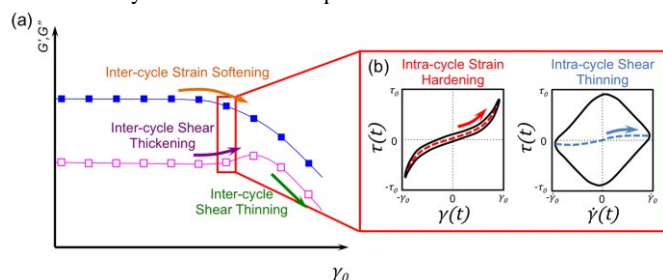 (a)
G′, G″
Inter-cycle Strain Softening
Inter-cycle Shear
Thickening
Inter-cycle
Shear Thinning
γ₀
(b)
Intra-cycle Strain
Hardening
τ₀
τ(t)
0
-τ₀
-γ₀
0
γ₀
γ(t)
Intra-cycle Shear
Thinning
τ₀
τ(t)
0
-τ₀
-γ̇₀
0
γ̇₀
γ̇(t)